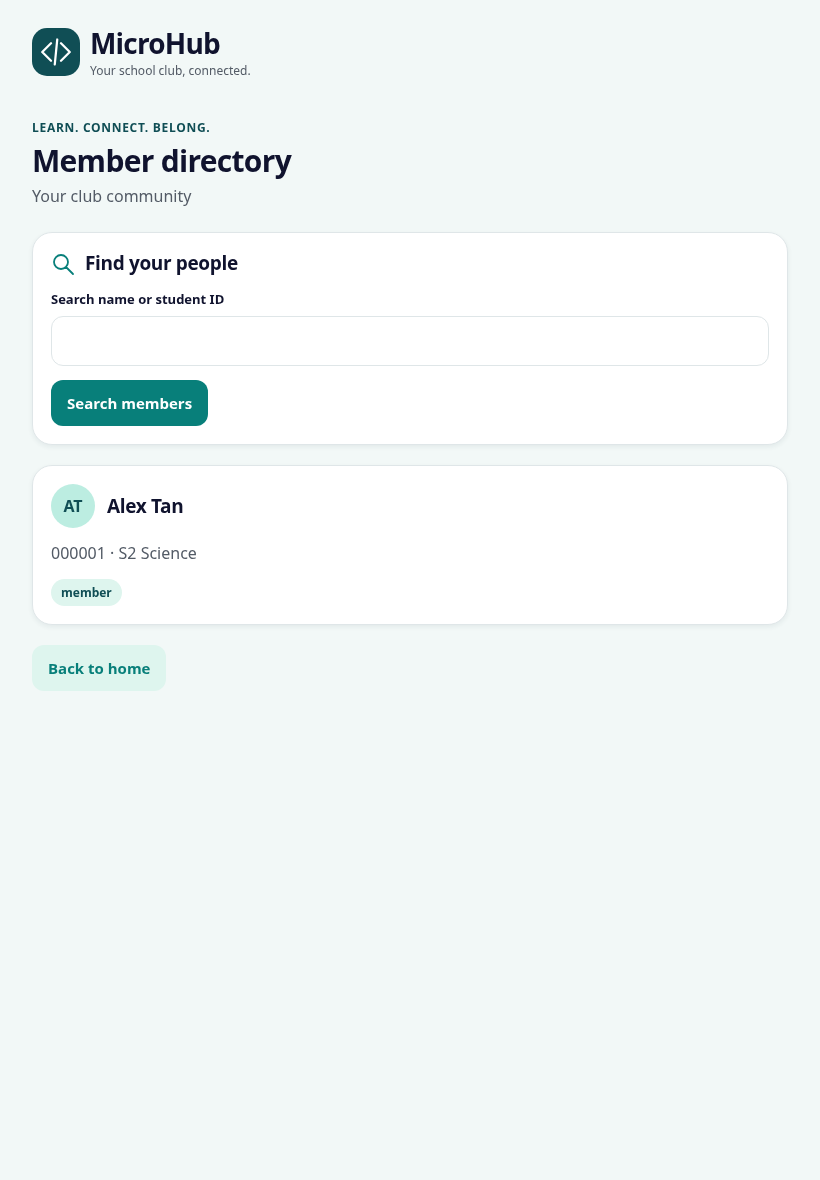 MicroHub
Your school club, connected.
LEARN. CONNECT. BELONG.
Member directory
Your club community
Find your people
Search name or student ID
Search members
AT
Alex Tan
000001 · S2 Science
member
Back to home